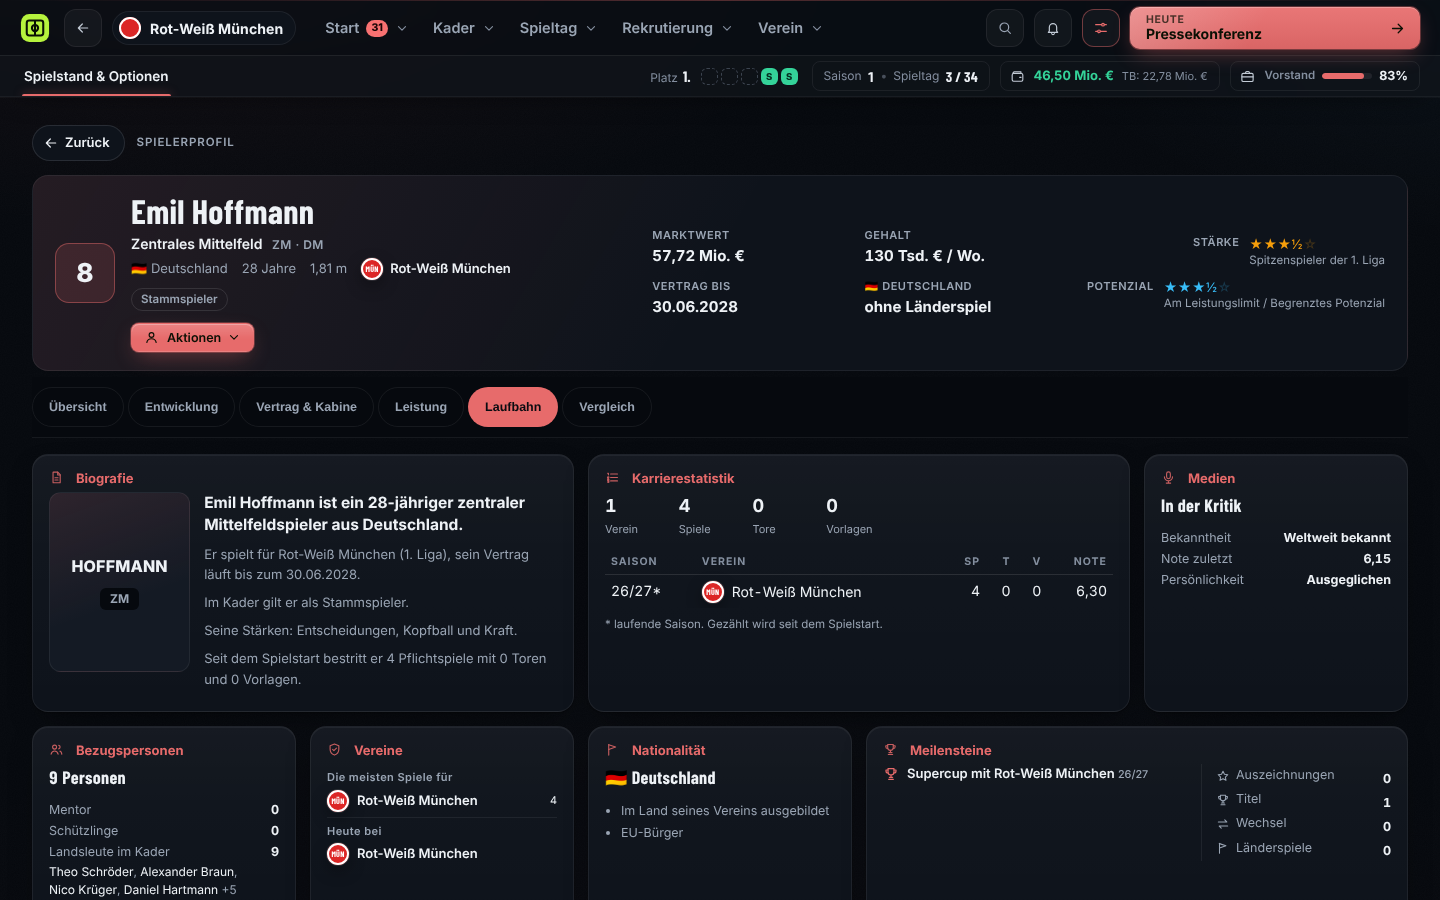 Rot-Weiß München
Start 31
Kader
Spieltag
Rekrutierung
Verein
HEUTE
Pressekonferenz
Spielstand & Optionen
Platz 1.
S S
Saison 1 • Spieltag 3 / 34
46,50 Mio. € TB: 22,78 Mio. €
Vorstand 83%
Zurück
SPIELERPROFIL
8
Emil Hoffmann
Zentrales Mittelfeld ZM · DM
Deutschland 28 Jahre 1,81 m MÜN Rot-Weiß München
Stammspieler
Aktionen
MARKTWERT
57,72 Mio. €
GEHALT
130 Tsd. € / Wo.
VERTRAG BIS
30.06.2028
DEUTSCHLAND
ohne Länderspiel
STÄRKE ★★★½☆
Spitzenspieler der 1. Liga
POTENZIAL ★★★½☆
Am Leistungslimit / Begrenztes Potenzial
Übersicht
Entwicklung
Vertrag & Kabine
Leistung
Laufbahn
Vergleich
Biografie
HOFFMANN
ZM
Emil Hoffmann ist ein 28-jähriger zentraler
Mittelfeldspieler aus Deutschland.
Er spielt für Rot-Weiß München (1. Liga), sein Vertrag
läuft bis zum 30.06.2028.
Im Kader gilt er als Stammspieler.
Seine Stärken: Entscheidungen, Kopfball und Kraft.
Seit dem Spielstart bestritt er 4 Pflichtspiele mit 0 Toren
und 0 Vorlagen.
Karrierestatistik
1 4 0 0
Verein Spiele Tore Vorlagen
SAISON VEREIN SP T V NOTE
26/27* MÜN Rot-Weiß München 4 0 0 6,30
* laufende Saison. Gezählt wird seit dem Spielstart.
Medien
In der Kritik
Bekanntheit Weltweit bekannt
Note zuletzt 6,15
Persönlichkeit Ausgeglichen
Bezugspersonen
9 Personen
Mentor 0
Schützlinge 0
Landsleute im Kader 9
Theo Schröder, Alexander Braun,
Nico Krüger, Daniel Hartmann +5
Vereine
Die meisten Spiele für
MÜN Rot-Weiß München 4
Heute bei
MÜN Rot-Weiß München
Nationalität
Deutschland
• Im Land seines Vereins ausgebildet
• EU-Bürger
Meilensteine
Supercup mit Rot-Weiß München 26/27
Auszeichnungen 0
Titel 1
Wechsel 0
Länderspiele 0